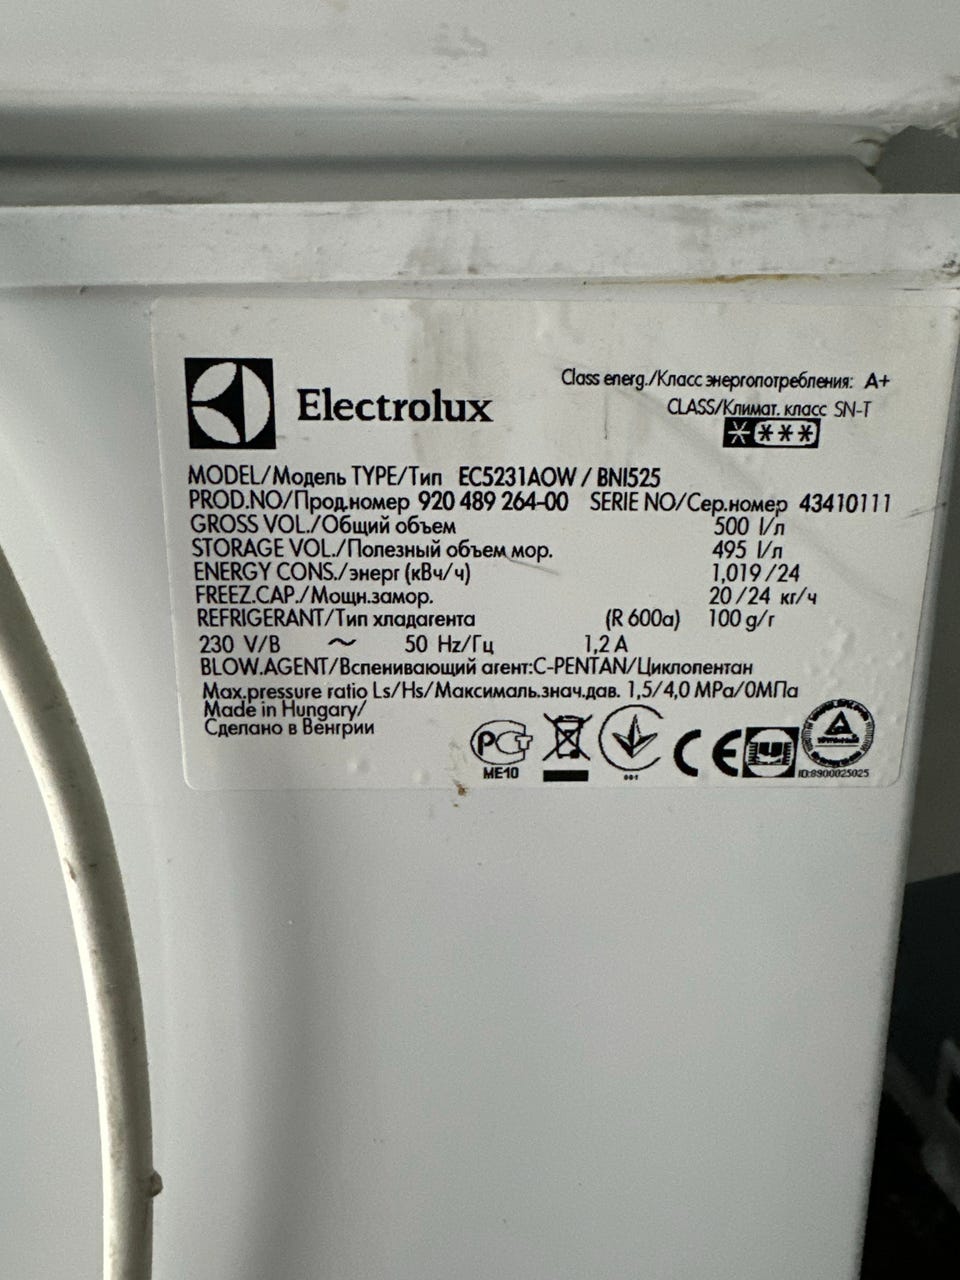 Electrolux
Class energ./Класс энергопотребления: A+
CLASS/Климат. класс SN-T
MODEL/Модель TYPE/Тип EC5231AOW / BNI525
PROD.NO/Прод.номер 920 489 264-00 SERIE NO/Сер.номер 43410111
GROSS VOL./Общий объем 500 l/л
STORAGE VOL./Полезный объем мор. 495 l/л
ENERGY CONS./энерг (кВч/ч) 1,019/24
FREEZ.CAP./Мощн.замор. 20/24 кг/ч
REFRIGERANT/Тип хладагента (R 600a) 100 g/г
230 V/В ~ 50 Hz/Гц 1,2 A
BLOW.AGENT/Вспенивающий агент:C-PENTAN/Циклопентан
Max.pressure ratio Ls/Hs/Максималь.знач.дав. 1,5/4,0 MPa/0МПа
Made in Hungary/
Сделано в Венгрии
РСТ
ME10
001
CE
ID:8900025025